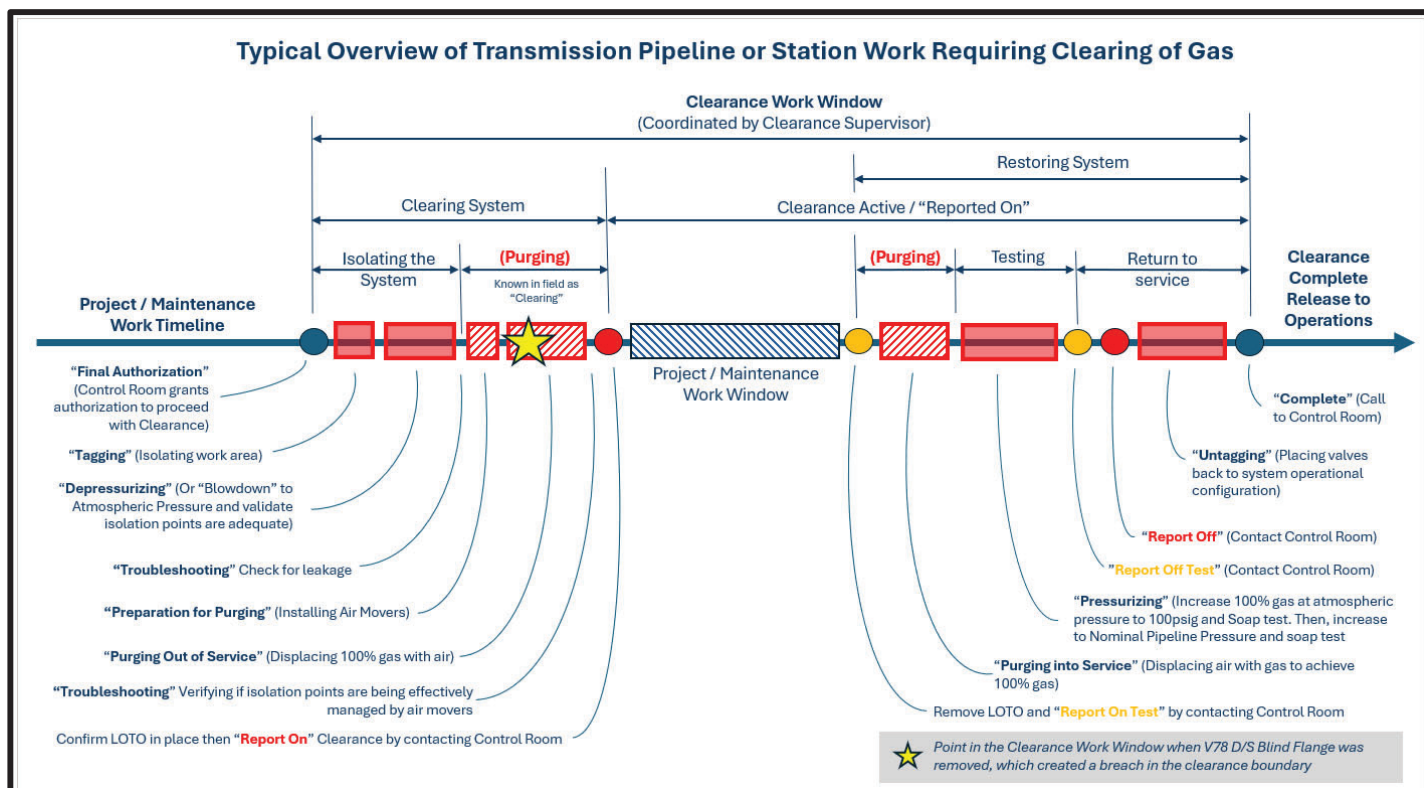 Typical Overview of Transmission Pipeline or Station Work Requiring Clearing of Gas
Clearance Work Window
(Coordinated by Clearance Supervisor)
Restoring System
Clearing System
Clearance Active / “Reported On”
Isolating the
System
(Purging)
Known in field as
“Clearing”
(Purging)
Testing
Return to
service
Clearance
Complete
Release to
Operations
Project / Maintenance
Work Timeline
Project / Maintenance
Work Window
“Final Authorization”
(Control Room grants
authorization to proceed
with Clearance)
“Tagging” (Isolating work area)
“Depressurizing” (Or “Blowdown” to
Atmospheric Pressure and validate
isolation points are adequate)
“Troubleshooting” Check for leakage
“Preparation for Purging” (Installing Air Movers)
“Purging Out of Service” (Displacing 100% gas with air)
“Troubleshooting” Verifying if isolation points are being effectively
managed by air movers
Confirm LOTO in place then “Report On” Clearance by contacting Control Room
“Complete” (Call
to Control Room)
“Untagging” (Placing valves
back to system operational
configuration)
“Report Off” (Contact Control Room)
”Report Off Test” (Contact Control Room)
“Pressurizing” (Increase 100% gas at atmospheric
pressure to 100psig and Soap test. Then, increase
to Nominal Pipeline Pressure and soap test
“Purging into Service” (Displacing air with gas to achieve
100% gas)
Remove LOTO and “Report On Test” by contacting Control Room
Point in the Clearance Work Window when V78 D/S Blind Flange was
removed, which created a breach in the clearance boundary